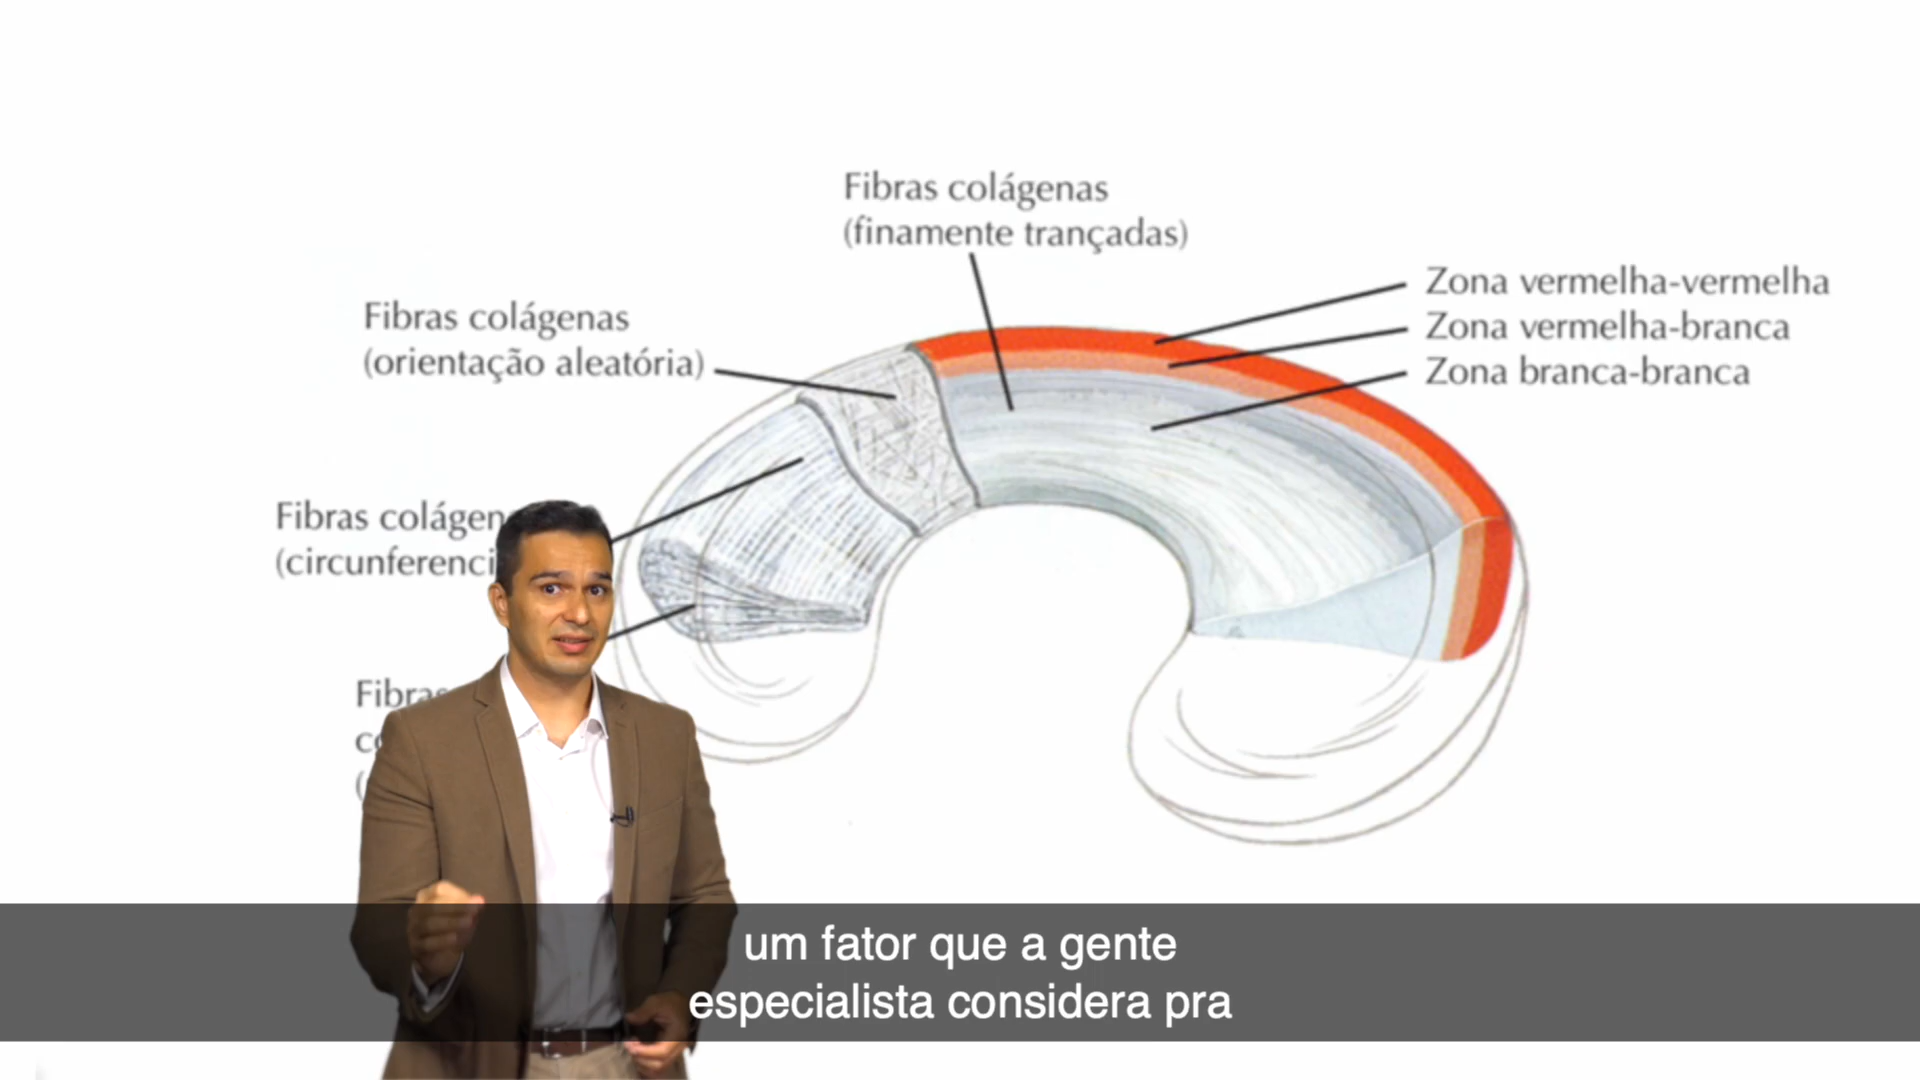 Fibras colágenas
(finamente trançadas)
Zona vermelha-vermelha
Zona vermelha-branca
Zona branca-branca
Fibras colágenas
(orientação aleatória)
Fibras
um fator que a gente
especialista considera pra